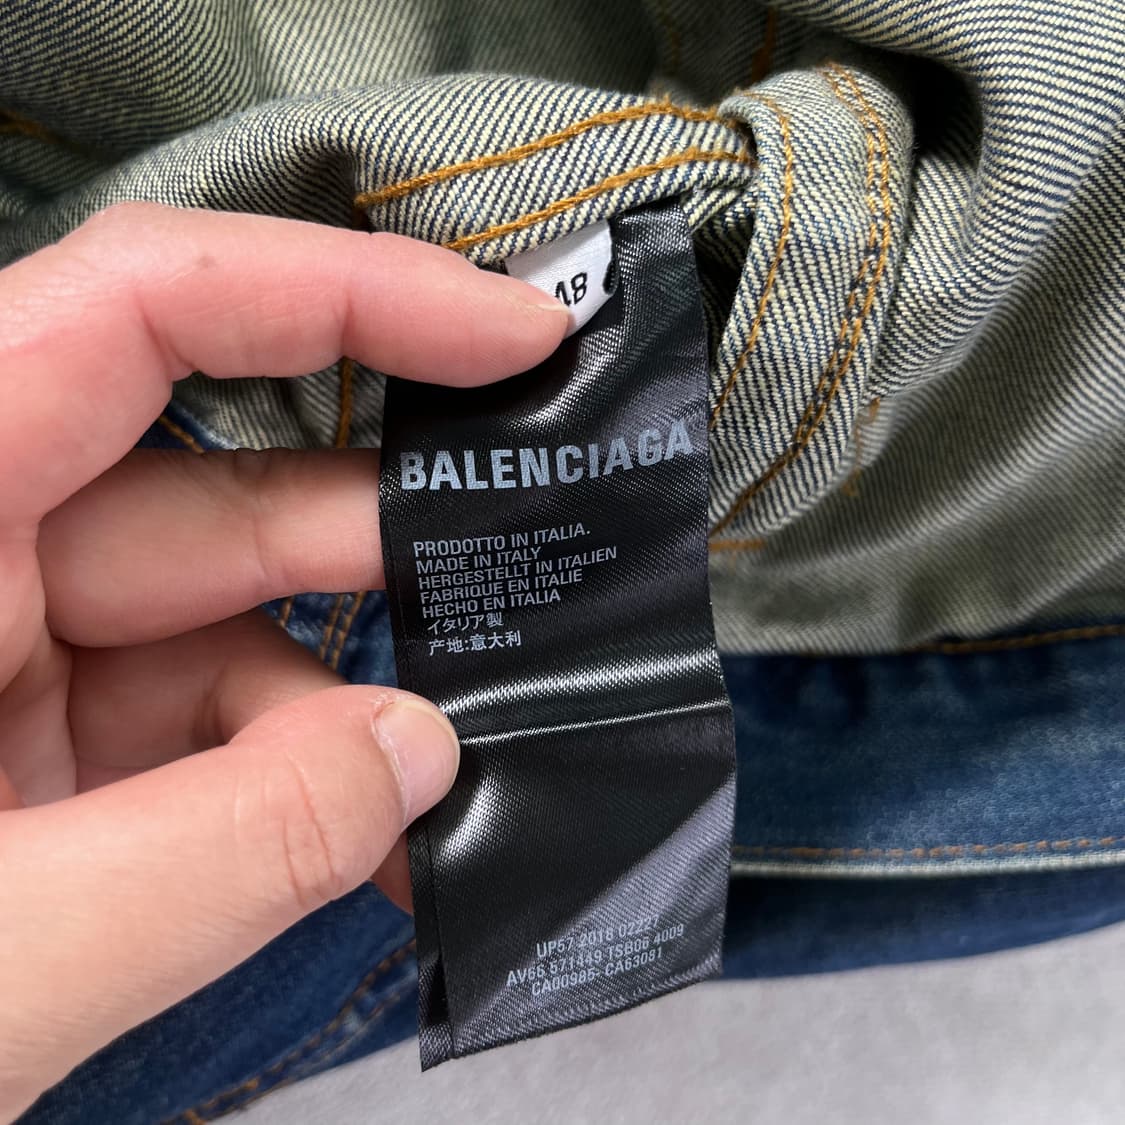 48
BALENCIAGA
PRODOTTO IN ITALIA.
MADE IN ITALY
HERGESTELLT IN ITALIEN
FABRIQUE EN ITALIE
HECHO EN ITALIA
イタリア製
产地:意大利
UP57 2018 02227
AV66 571449 TSB06 4009
CA00985- CA63081